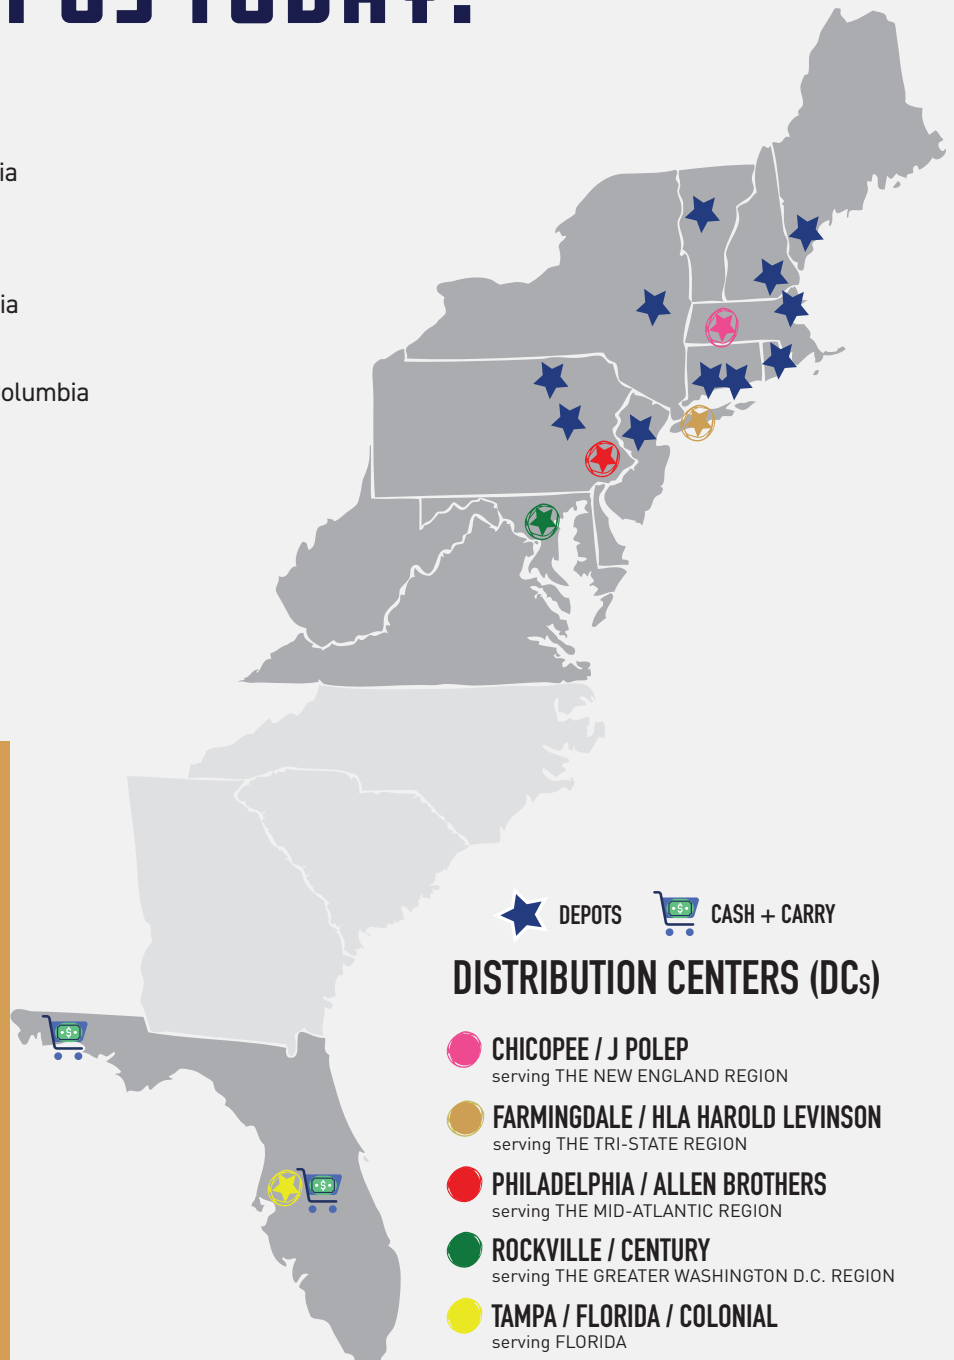 TODAY.
ia
ia
olumbia
DEPOTS
CASH + CARRY
DISTRIBUTION CENTERS (DCs)
CHICOPEE / J POLEP
serving THE NEW ENGLAND REGION
FARMINGDALE / HLA HAROLD LEVINSON
serving THE TRI-STATE REGION
PHILADELPHIA / ALLEN BROTHERS
serving THE MID-ATLANTIC REGION
ROCKVILLE / CENTURY
serving THE GREATER WASHINGTON D.C. REGION
TAMPA / FLORIDA / COLONIAL
serving FLORIDA